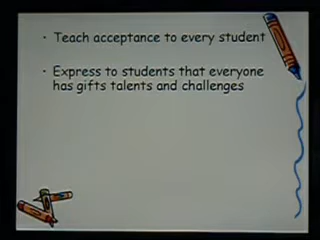 • Teach acceptance to every student
• Express to students that everyone
has gifts talents and challenges